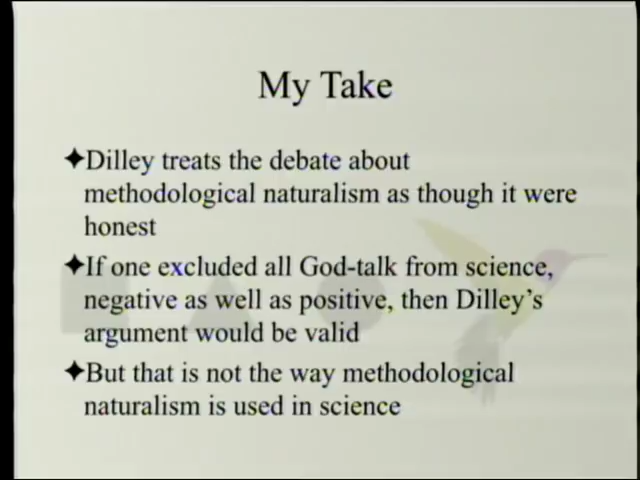 My Take
✦Dilley treats the debate about
methodological naturalism as though it were
honest
✦If one excluded all God-talk from science,
negative as well as positive, then Dilley's
argument would be valid
✦But that is not the way methodological
naturalism is used in science